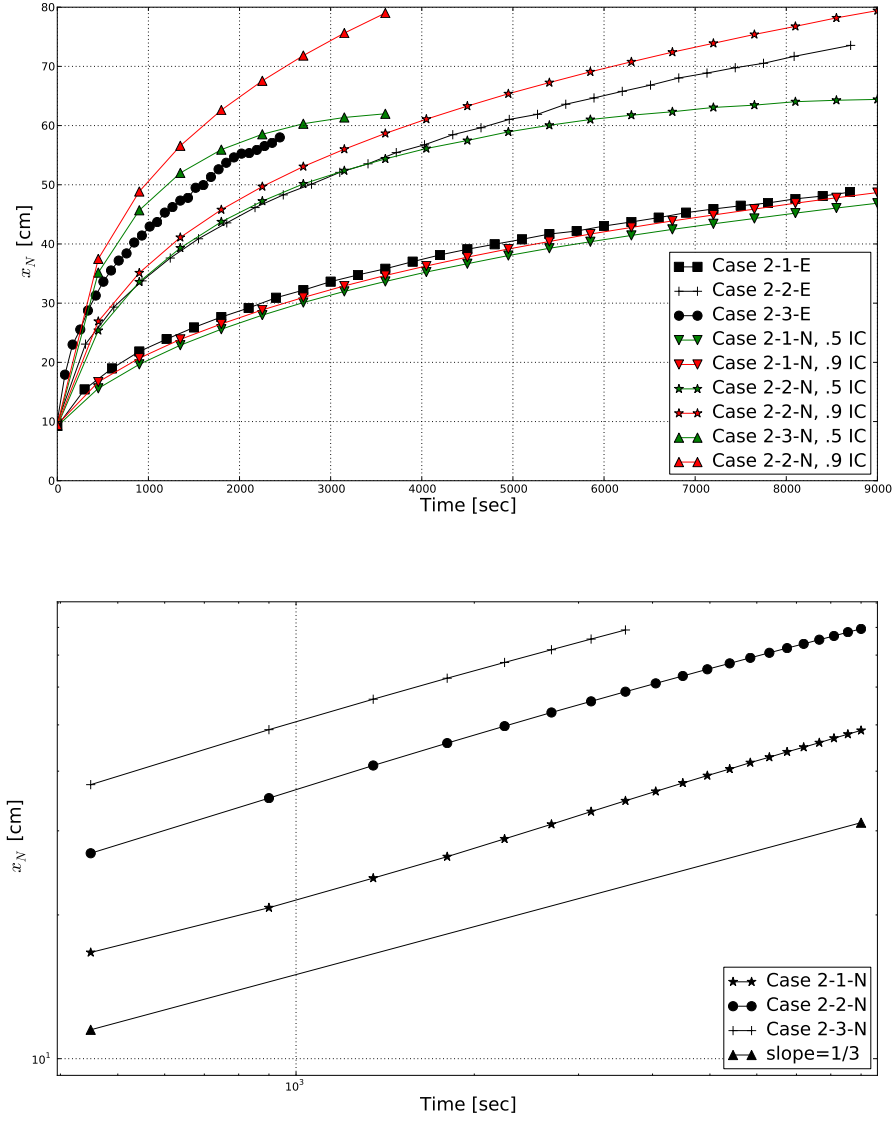 80
70
60
50
40
30
20
10
0
x_N [cm]
0 1000 2000 3000 4000 5000 6000 7000 8000 9000
Time [sec]
Case 2-1-E
Case 2-2-E
Case 2-3-E
Case 2-1-N, .5 IC
Case 2-1-N, .9 IC
Case 2-2-N, .5 IC
Case 2-2-N, .9 IC
Case 2-3-N, .5 IC
Case 2-2-N, .9 IC
x_N [cm]
10^1
10^3
Time [sec]
Case 2-1-N
Case 2-2-N
Case 2-3-N
slope=1/3